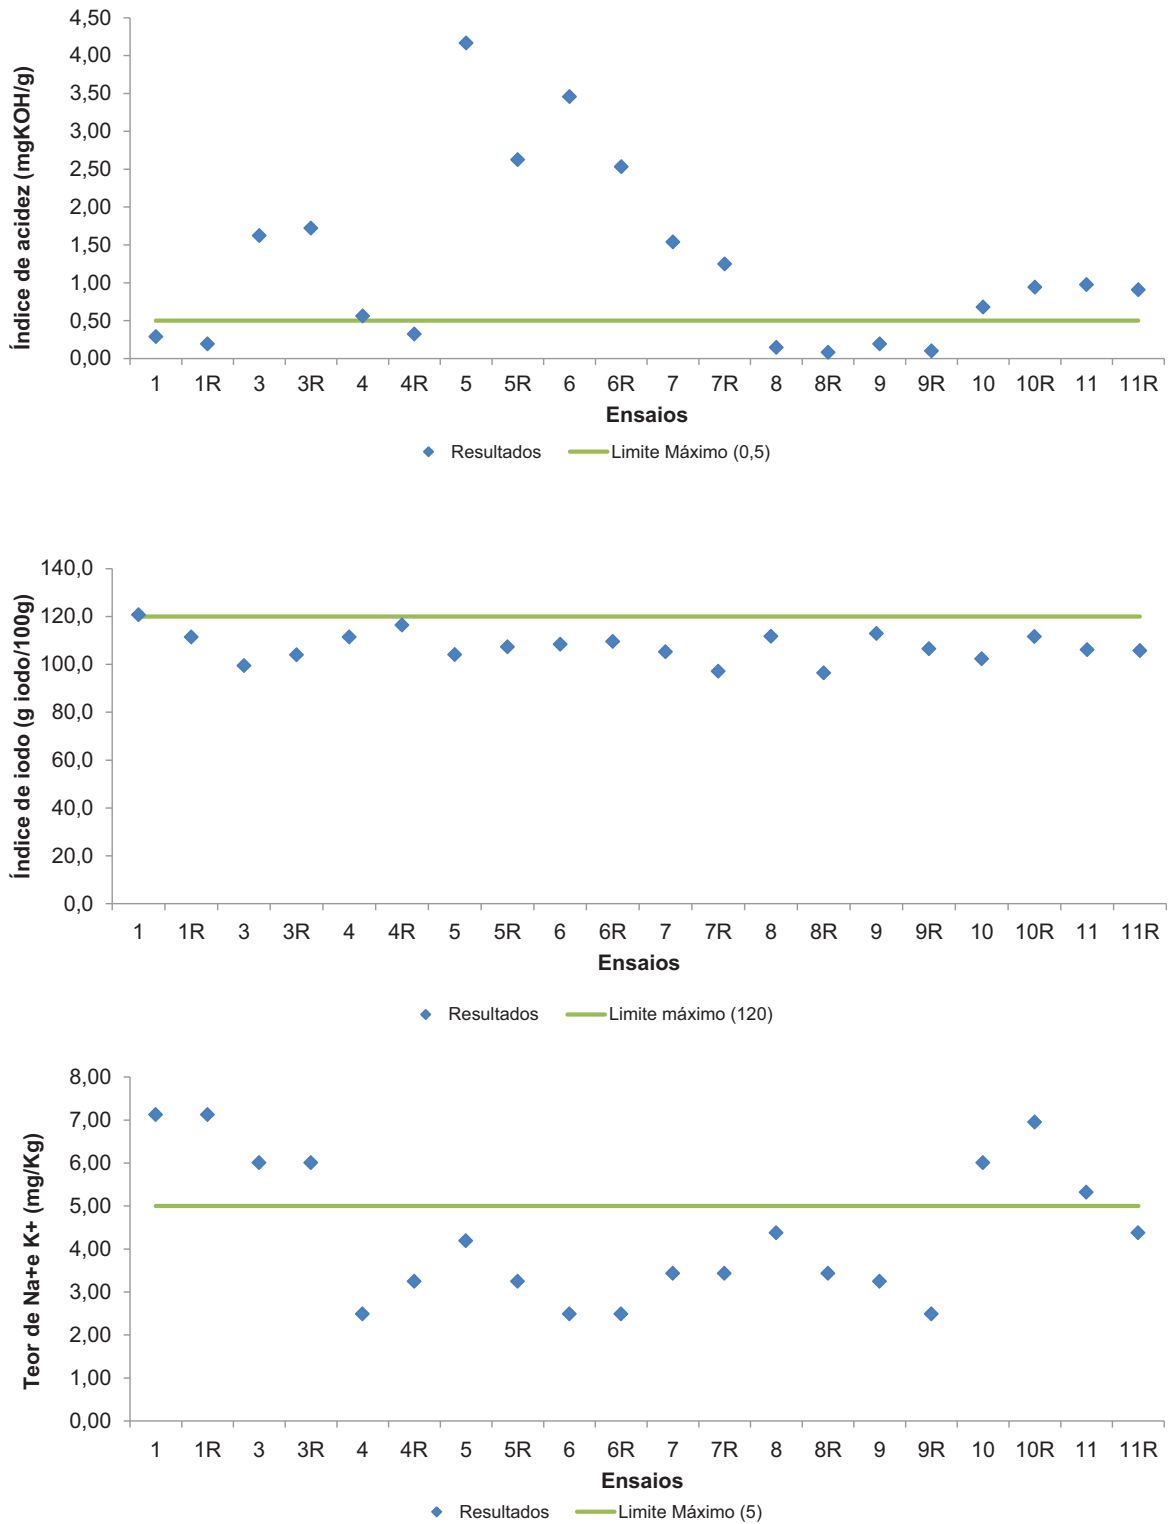 Índice de acidez (mgKOH/g)
4,50
4,00
3,50
3,00
2,50
2,00
1,50
1,00
0,50
0,00
1 1R 3 3R 4 4R 5 5R 6 6R 7 7R 8 8R 9 9R 10 10R 11 11R
Ensaios
Resultados Limite Máximo (0,5)
Índice de iodo (g iodo/100g)
140,0
120,0
100,0
80,0
60,0
40,0
20,0
0,0
1 1R 3 3R 4 4R 5 5R 6 6R 7 7R 8 8R 9 9R 10 10R 11 11R
Ensaios
Resultados Limite máximo (120)
Teor de Na+e K+ (mg/Kg)
8,00
7,00
6,00
5,00
4,00
3,00
2,00
1,00
0,00
1 1R 3 3R 4 4R 5 5R 6 6R 7 7R 8 8R 9 9R 10 10R 11 11R
Ensaios
Resultados Limite Máximo (5)